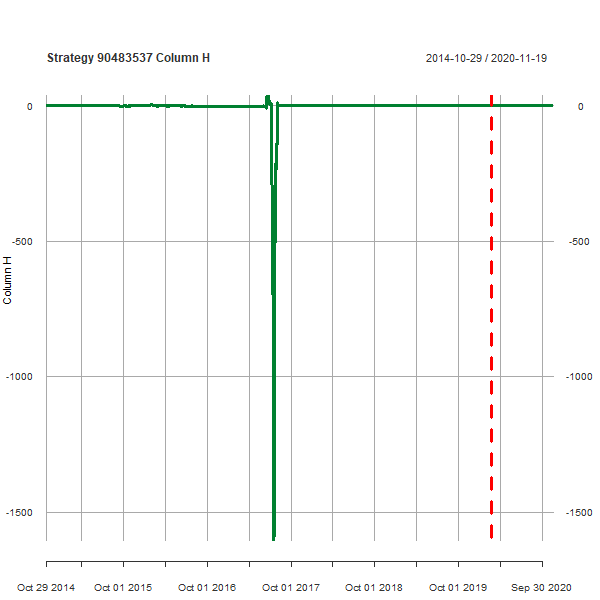 Strategy 90483537 Column H 2014-10-29 / 2020-11-19
0 0
-500 -500
Column H
-1000 -1000
-1500 -1500
Oct 29 2014 Oct 01 2015 Oct 01 2016 Oct 01 2017 Oct 01 2018 Oct 01 2019 Sep 30 2020